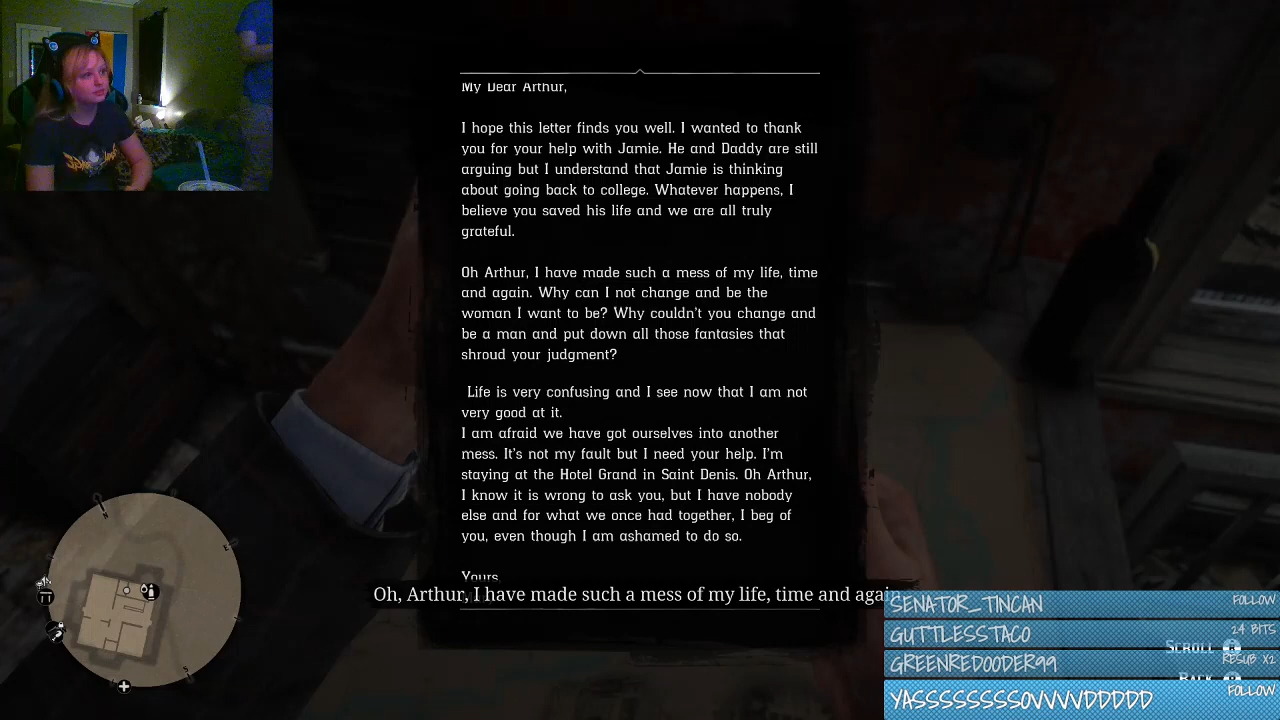 My Dear Arthur,
I hope this letter finds you well. I wanted to thank
you for your help with Jamie. He and Daddy are still
arguing but I understand that Jamie is thinking
about going back to college. Whatever happens, I
believe you saved his life and we are all truly
grateful.
Oh Arthur, I have made such a mess of my life, time
and again. Why can I not change and be the
woman I want to be? Why couldn't you change and
be a man and put down all those fantasies that
shroud your judgment?
Life is very confusing and I see now that I am not
very good at it.
I am afraid we have got ourselves into another
mess. It's not my fault but I need your help. I'm
staying at the Hotel Grand in Saint Denis. Oh Arthur,
I know it is wrong to ask you, but I have nobody
else and for what we once had together, I beg of
you, even though I am ashamed to do so.
Yours,
Oh, Arthur, I have made such a mess of my life, time and again
SENATOR_TINCAN FOLLOW
GUTTLESSTACO 24 BITS
SCROLL
GREENREDOODER99 RESUB X2
BACK
YASSSSSSSSOVVVVDDDDD FOLLOW
N
E
S